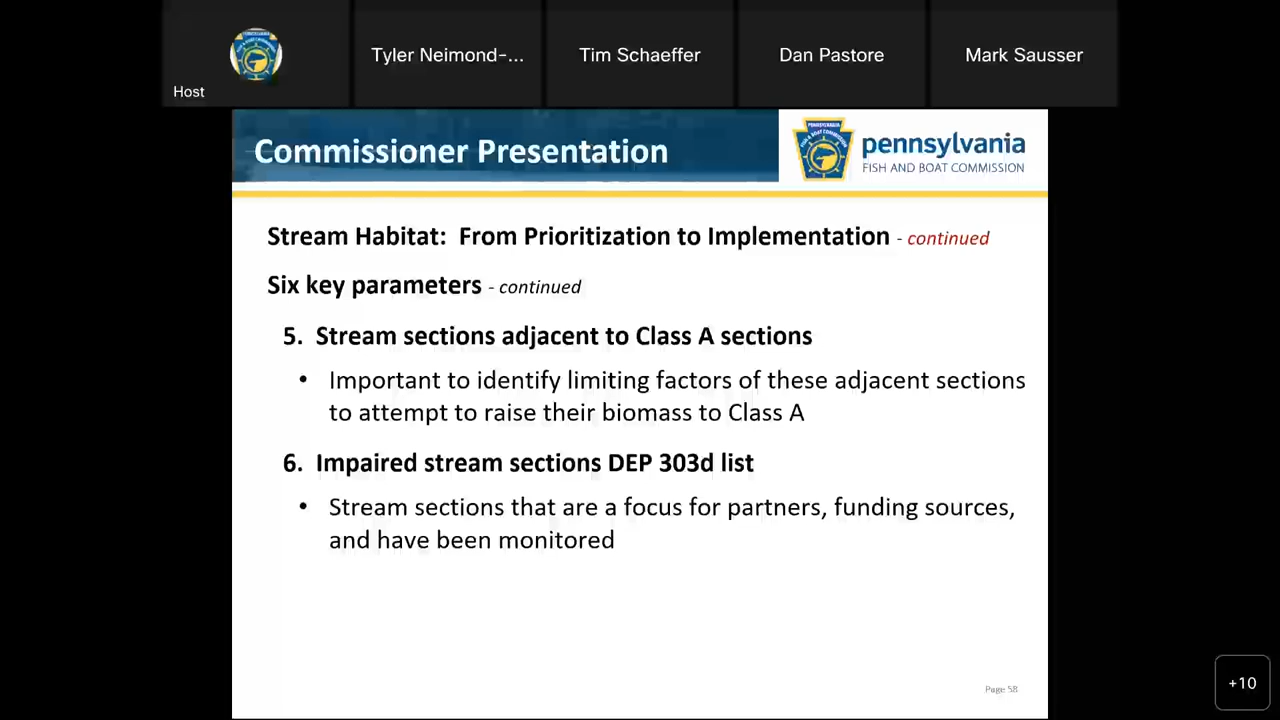 Host
Tyler Neimond-...
Tim Schaeffer
Dan Pastore
Mark Sausser
Commissioner Presentation
pennsylvania
FISH AND BOAT COMMISSION
Stream Habitat: From Prioritization to Implementation - continued
Six key parameters - continued
5. Stream sections adjacent to Class A sections
• Important to identify limiting factors of these adjacent sections
to attempt to raise their biomass to Class A
6. Impaired stream sections DEP 303d list
• Stream sections that are a focus for partners, funding sources,
and have been monitored
Page 58
+10